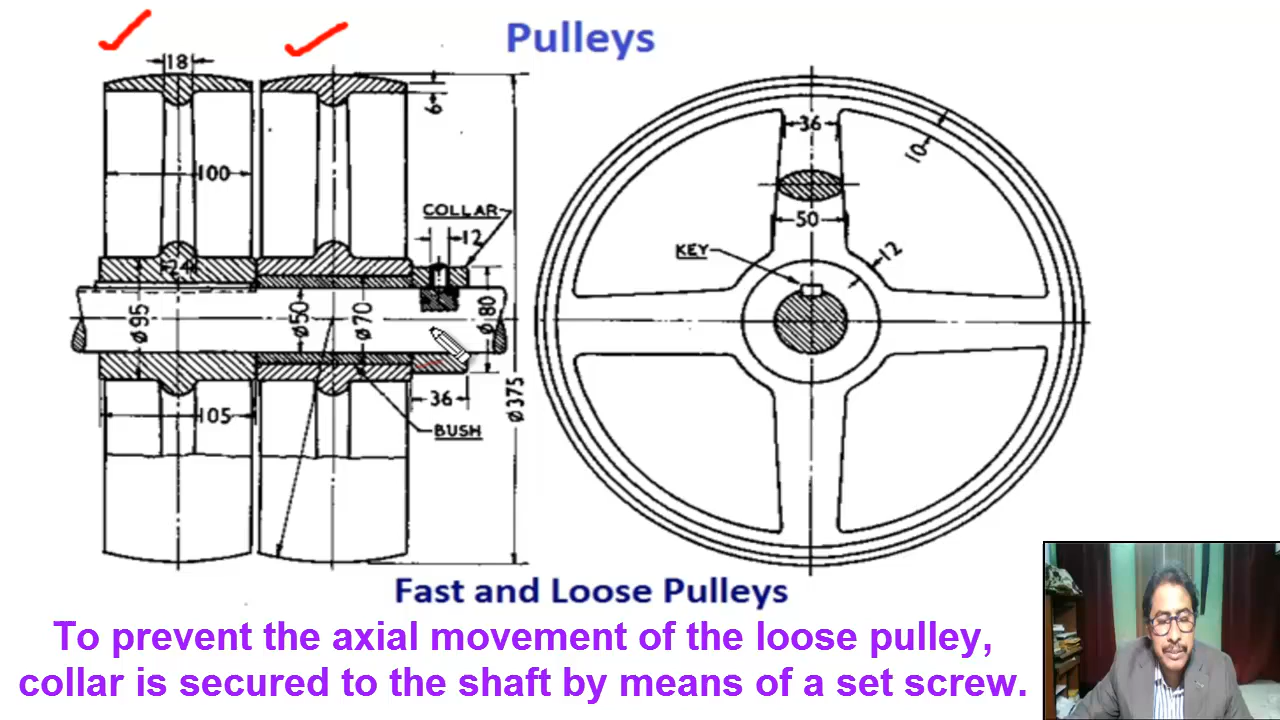 Pulleys
18
6
100
COLLAR
12
24
Ø95
Ø50
Ø70
Ø80
Ø375
36
105
BUSH
36
10
50
KEY
12
Fast and Loose Pulleys
To prevent the axial movement of the loose pulley,
collar is secured to the shaft by means of a set screw.